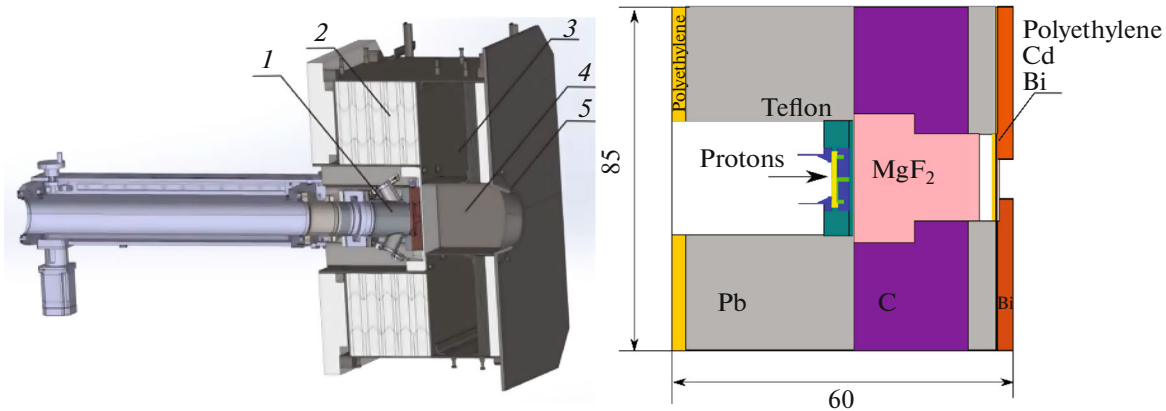 1
2
3
4
5
Polyethylene
Teflon
Polyethylene
Cd
Bi
85
Protons
MgF2
Pb
C
Bi
60